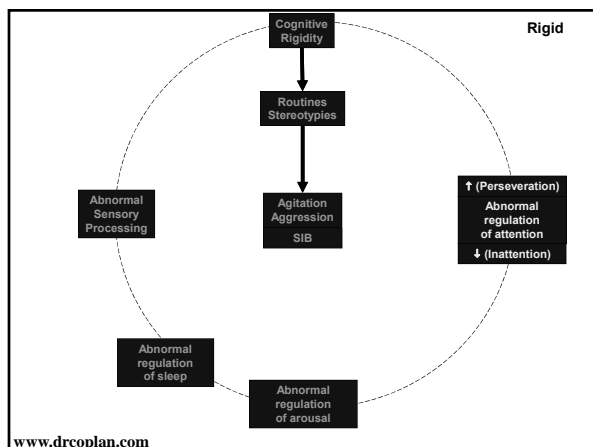 Cognitive
Rigidity
Rigid
Routines
Stereotypies
Abnormal
Sensory
Processing
Agitation
Aggression
SIB
↑ (Perseveration)
Abnormal
regulation
of attention
↓ (Inattention)
Abnormal
regulation
of sleep
Abnormal
regulation
of arousal
www.drcoplan.com